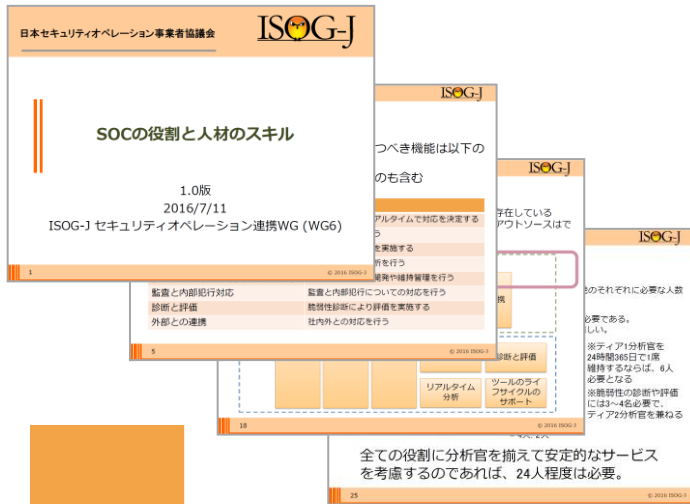 日本セキュリティオペレーション事業者協議会
ISOG-J
SOCの役割と人材のスキル
1.0版
2016/7/11
ISOG-J セキュリティオペレーション連携WG (WG6)
1
© 2016 ISOG-J
ISOG-J
つべき機能は以下の
のも含む
アルタイムで対応を決定する
う
を実施する
析を行う
開発や維持管理を行う
監査と内部犯行対応
監査と内部犯行についての対応を行う
診断と評価
脆弱性診断により評価を実施する
外部との連携
社内外との対応を行う
5
© 2016 ISOG-J
ISOG-J
存在している
アウトソースはで
携
診断と評価
リアルタイム
分析
ツールのライ
フサイクルの
サポート
18
© 2016 ISOG-J
ISOG-J
のそれぞれに必要な人数
必要である。
しい。
※ティア1分析官を
24時間365日で1席
維持するならば、6人
必要となる
※脆弱性の診断や評価
には3~4名必要で、
ティア2分析官を兼ねる
全ての役割に分析官を揃えて安定的なサービス
を考慮するのであれば、24人程度は必要。
25
© 2016 ISOG-J